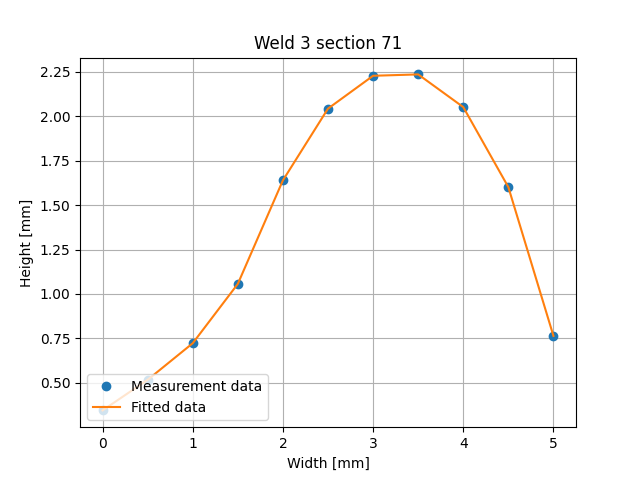 Weld 3 section 71
Height [mm]
2.25
2.00
1.75
1.50
1.25
1.00
0.75
0.50
Measurement data
Fitted data
0 1 2 3 4 5
Width [mm]